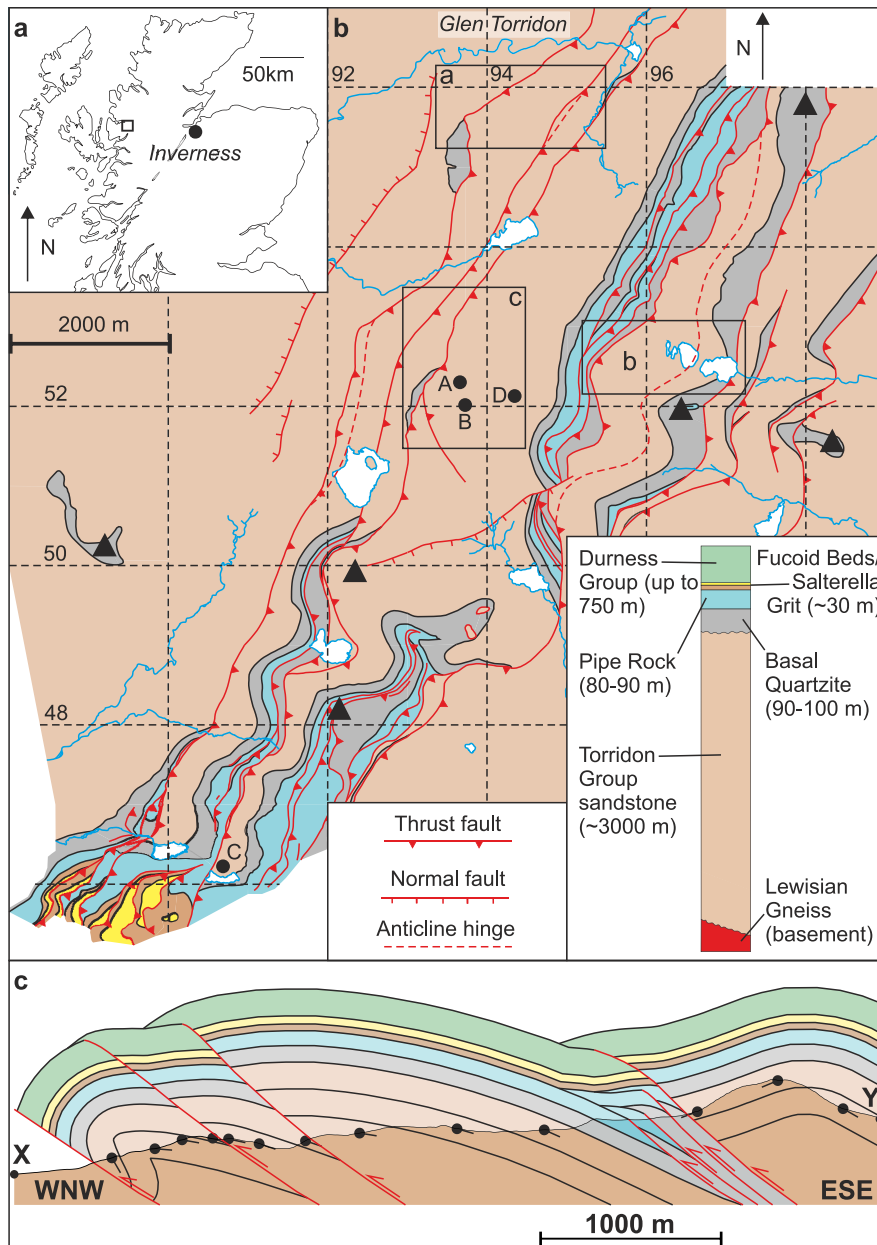 a
50km
Inverness
N
b
Glen Torridon
N
92
94
96
a
2000 m
c
b
A
B
D
52
50
48
C
Durness
Group (up to
750 m)
Fucoid Beds/
Salterella
Grit (~30 m)
Pipe Rock
(80-90 m)
Basal
Quartzite
(90-100 m)
Torridon
Group
sandstone
(~3000 m)
Lewisian
Gneiss
(basement)
Thrust fault
Normal fault
Anticline hinge
c
X
Y
WNW
ESE
1000 m